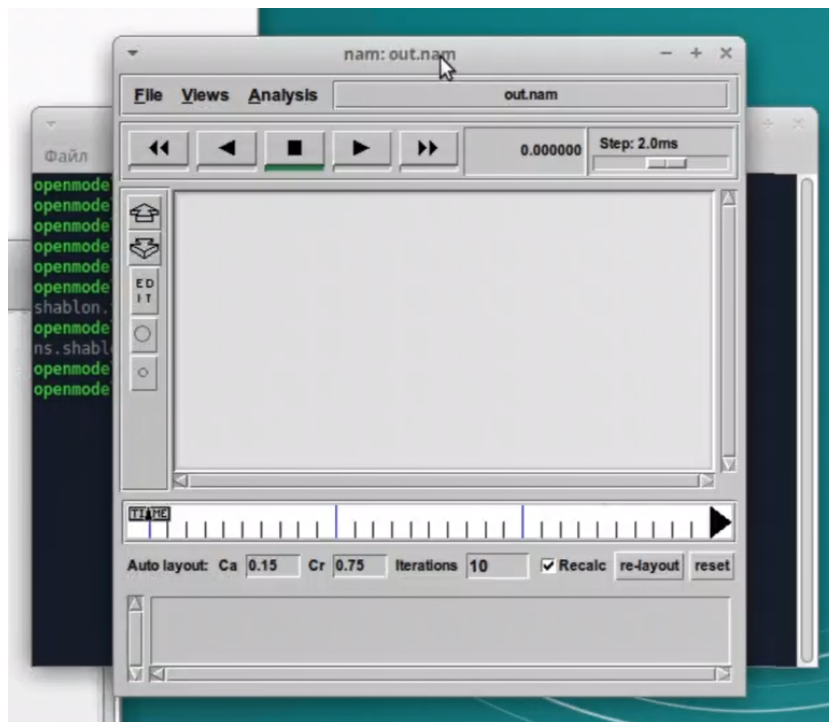 nam: out.nam
File Views Analysis out.nam
0.000000 Step: 2.0ms
Файл
openmode
openmode
openmode
openmode
openmode
openmode
shablon.
openmode
ns.shabl
openmode
openmode
ED
IT
TIME
Auto layout: Ca 0.15 Cr 0.75 Iterations 10 Recalc re-layout reset